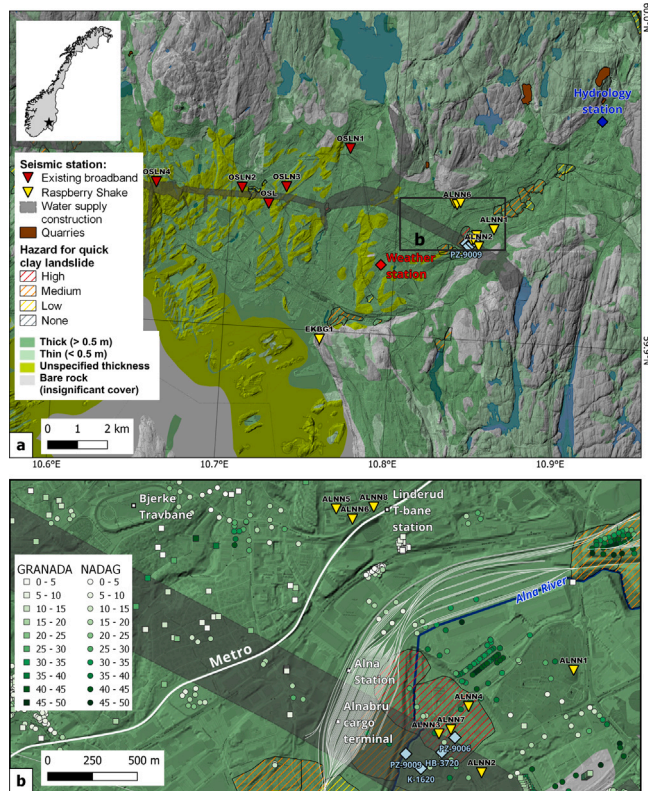 60.0°N
Hydrology
station
OSLN1
OSLN4
OSLN2
OSLN3
OSL
ALNN6
ALNN1
ALNN2
PZ-9009
b
Weather
station
EKBG1
59.9°N
Seismic station:
Existing broadband
Raspberry Shake
Water supply
construction
Quarries
Hazard for quick
clay landslide
High
Medium
Low
None
Thick (> 0.5 m)
Thin (< 0.5 m)
Unspecified thickness
Bare rock
(insignificant cover)
0 1 2 km
a
10.6°E 10.7°E 10.8°E 10.9°E
Bjerke
Travbane
ALNN5
ALNN8
ALNN6
Linderud
T-bane
station
GRANADA NADAG
0 - 5 0 - 5
5 - 10 5 - 10
10 - 15 10 - 15
15 - 20 15 - 20
20 - 25 20 - 25
25 - 30 25 - 30
30 - 35 30 - 35
35 - 40 35 - 40
40 - 45 40 - 45
45 - 50 45 - 50
Alna River
Metro
Alna
Station
Alnabru
cargo
terminal
ALNN1
ALNN4
ALNN3
ALNN7
PZ-9006
PZ-9009
HB-3720
K-1620
ALNN2
0 250 500 m
b